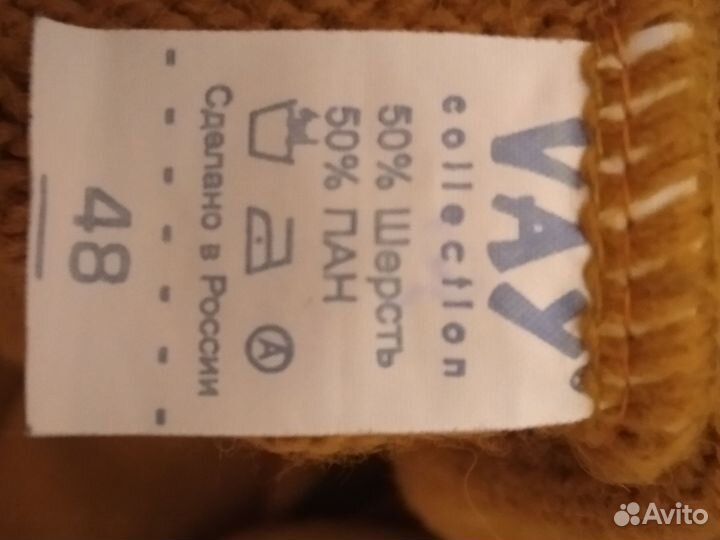 VAY
collection
50% Шерсть
50% ПАН
A
Сделано в России
48
Avito